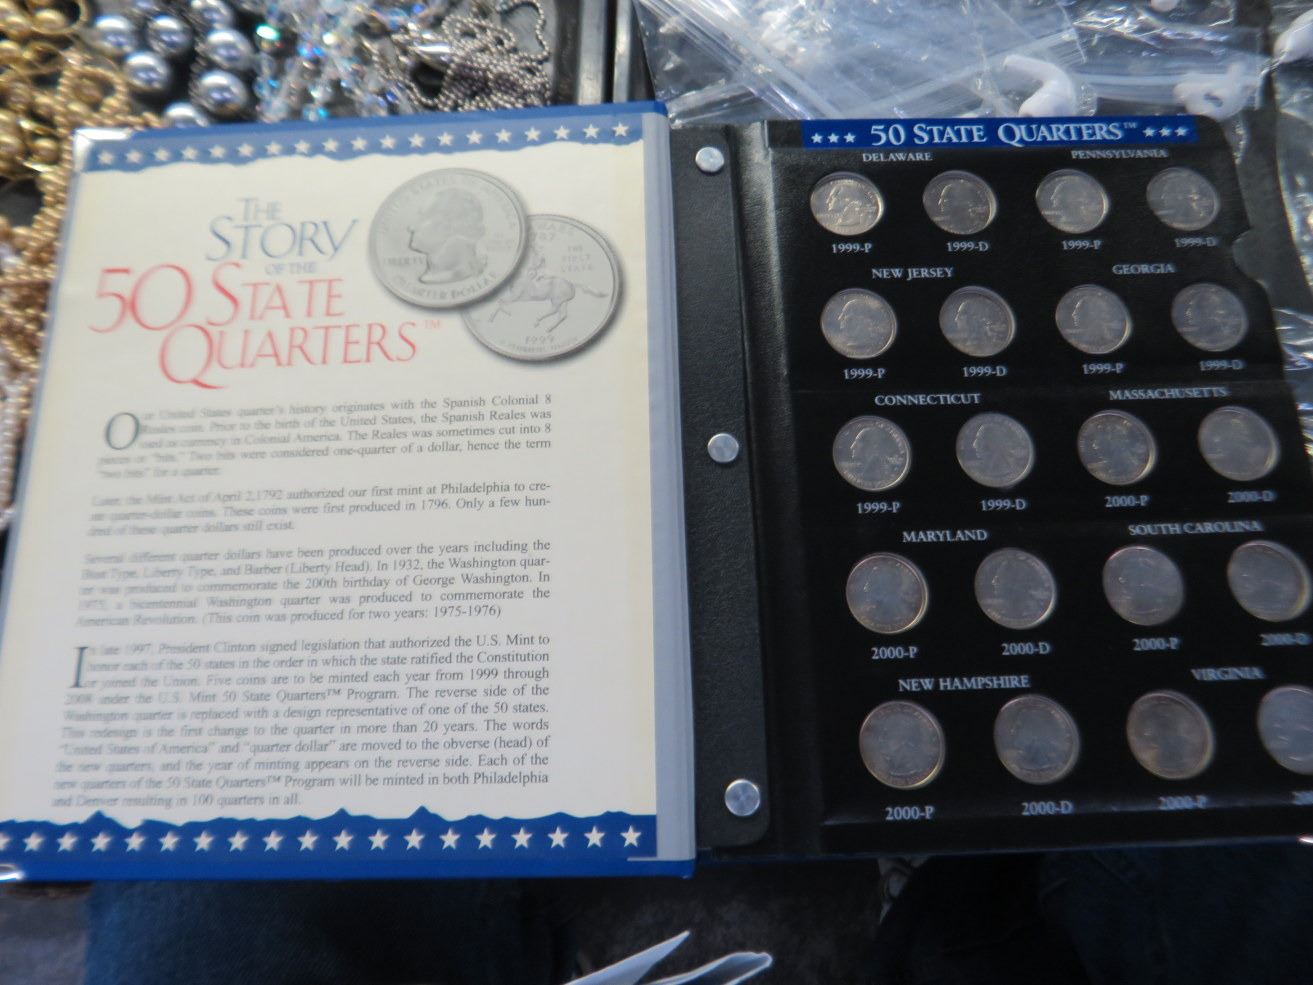 THE
STORY
OF THE
50 STATE
QUARTERS™
LIBERTY
QUARTER DOLLAR
1787
THE
FIRST
STATE
1999
Our United States quarter's history originates with the Spanish Colonial 8
Reales coin. Prior to the birth of the United States, the Spanish Reales was
used as currency in Colonial America. The Reales was sometimes cut into 8
pieces or "bits." Two bits were considered one-quarter of a dollar, hence the term
"two bits" for a quarter.
Later, the Mint Act of April 2,1792 authorized our first mint at Philadelphia to cre-
ate quarter-dollar coins. These coins were first produced in 1796. Only a few hun-
dred of these quarter dollars still exist.
Several different quarter dollars have been produced over the years including the
Bust Type, Liberty Type, and Barber (Liberty Head). In 1932, the Washington quar-
ter was produced to commemorate the 200th birthday of George Washington. In
1975, a bicentennial Washington quarter was produced to commemorate the
American Revolution. (This coin was produced for two years: 1975-1976)
In late 1997, President Clinton signed legislation that authorized the U.S. Mint to
honor each of the 50 states in the order in which the state ratified the Constitution
or joined the Union. Five coins are to be minted each year from 1999 through
2008 under the U.S. Mint 50 State Quarters™ Program. The reverse side of the
Washington quarter is replaced with a design representative of one of the 50 states.
This redesign is the first change to the quarter in more than 20 years. The words
"United States of America" and "quarter dollar" are moved to the obverse (head) of
the new quarters, and the year of minting appears on the reverse side. Each of the
new quarters of the 50 State Quarters™ Program will be minted in both Philadelphia
and Denver resulting in 100 quarters in all.
50 STATE QUARTERS™
DELAWARE PENNSYLVANIA
1999-P 1999-D 1999-P 1999-D
NEW JERSEY GEORGIA
1999-P 1999-D 1999-P 1999-D
CONNECTICUT MASSACHUSETTS
1999-P 1999-D 2000-P 2000-D
MARYLAND SOUTH CAROLINA
2000-P 2000-D 2000-P 2000-D
NEW HAMPSHIRE VIRGINIA
2000-P 2000-D 2000-P